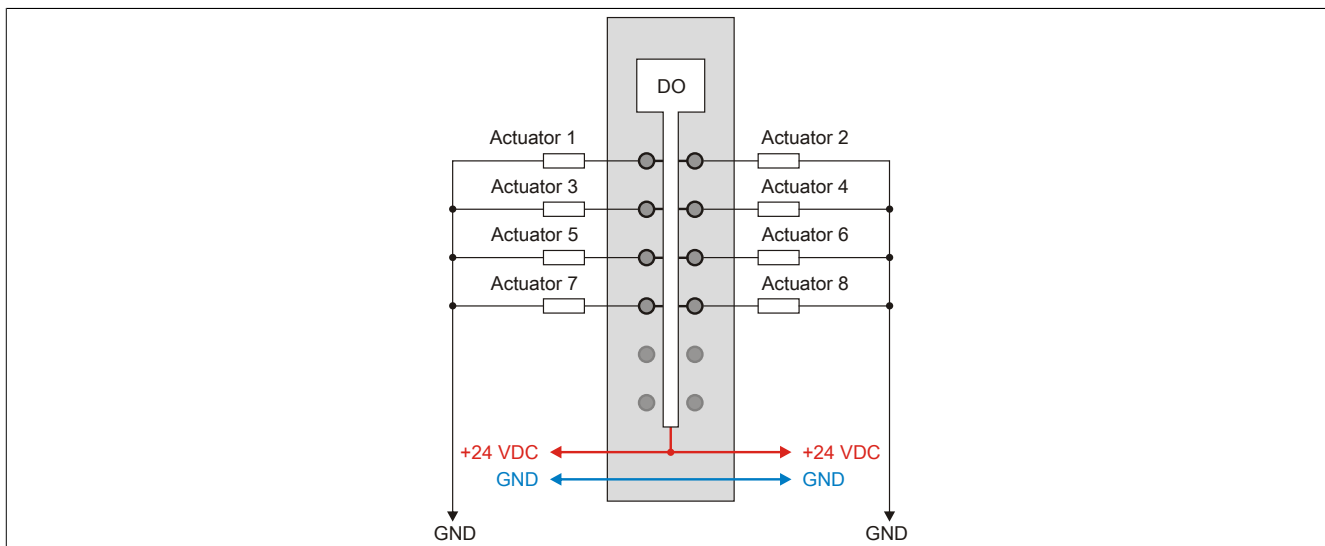 DO
Actuator 1
Actuator 2
Actuator 3
Actuator 4
Actuator 5
Actuator 6
Actuator 7
Actuator 8
+24 VDC
+24 VDC
GND
GND
GND
GND